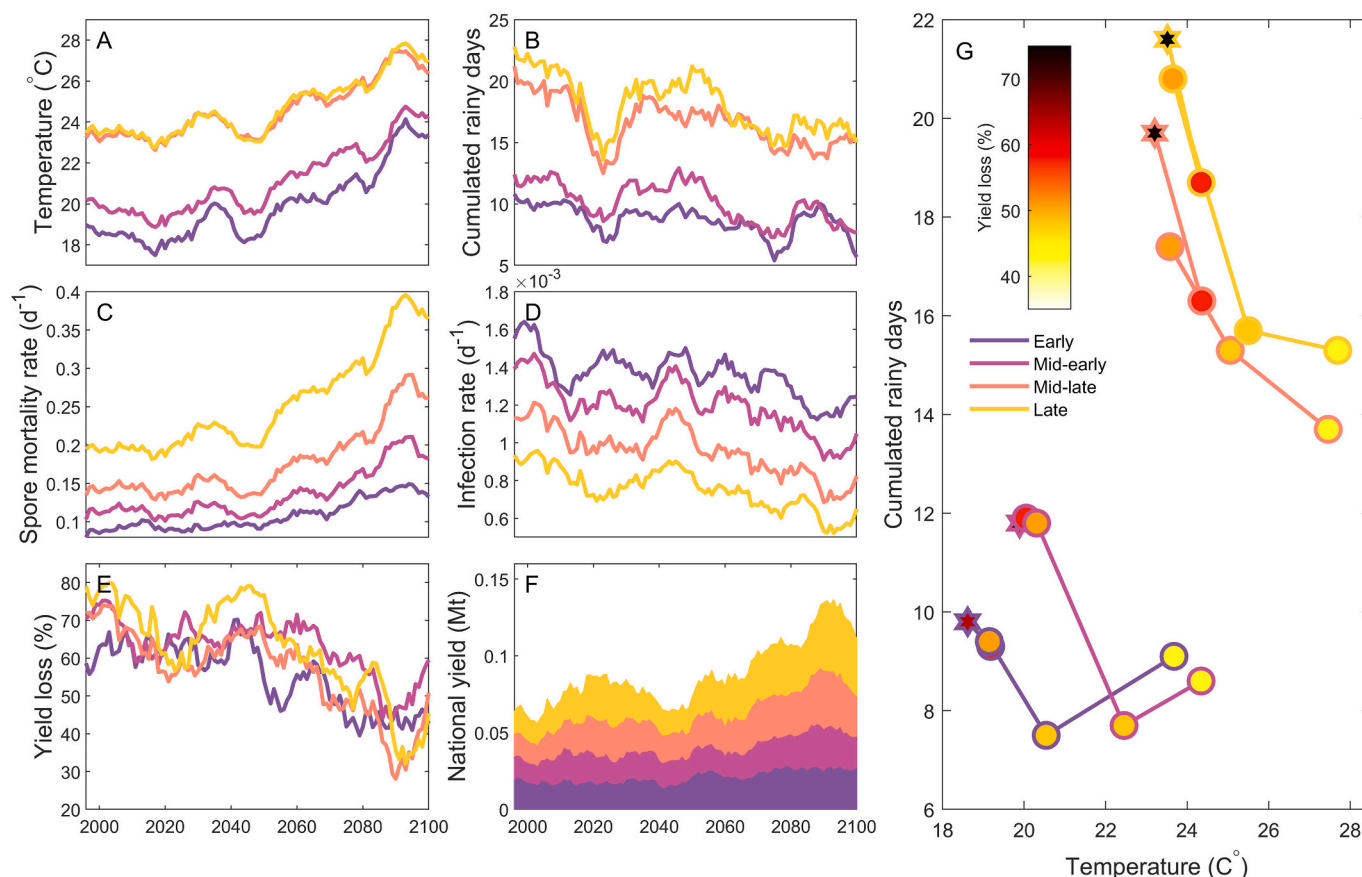 A
Temperature (°C)
28
26
24
22
20
18
B
Cumulated rainy days
25
20
15
10
5
C
Spore mortality rate (d⁻¹)
0.4
0.35
0.3
0.25
0.2
0.15
0.1
D
×10⁻³
Infection rate (d⁻¹)
1.8
1.6
1.4
1.2
1
0.8
0.6
E
Yield loss (%)
80
70
60
50
40
30
20
2000 2020 2040 2060 2080 2100
F
National yield (Mt)
0.15
0.1
0.05
0
2000 2020 2040 2060 2080 2100
G
Cumulated rainy days
22
20
18
16
14
12
10
8
6
Yield loss (%)
70
60
50
40
Early
Mid-early
Mid-late
Late
18 20 22 24 26 28
Temperature (C°)